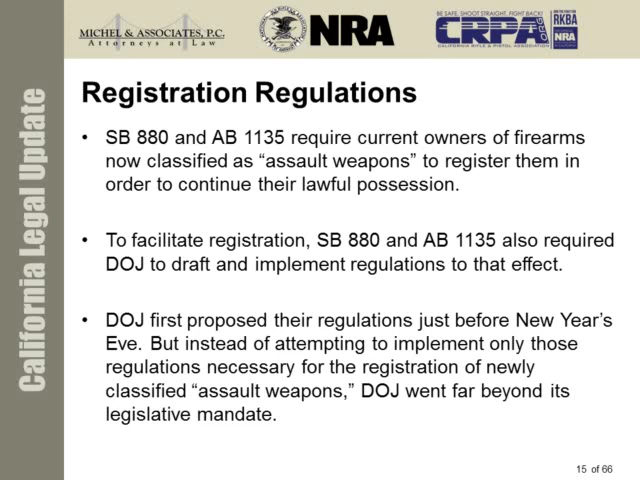 MICHEL & ASSOCIATES, P.C.
Attorneys at Law
NRA
BE SAFE, SHOOT STRAIGHT, FIGHT BACK!
CRPA.ORG
CALIFORNIA RIFLE & PISTOL ASSOCIATION
RKBA
NRA
California Legal Update
Registration Regulations
• SB 880 and AB 1135 require current owners of firearms
now classified as “assault weapons” to register them in
order to continue their lawful possession.
• To facilitate registration, SB 880 and AB 1135 also required
DOJ to draft and implement regulations to that effect.
• DOJ first proposed their regulations just before New Year’s
Eve. But instead of attempting to implement only those
regulations necessary for the registration of newly
classified “assault weapons,” DOJ went far beyond its
legislative mandate.
15 of 66